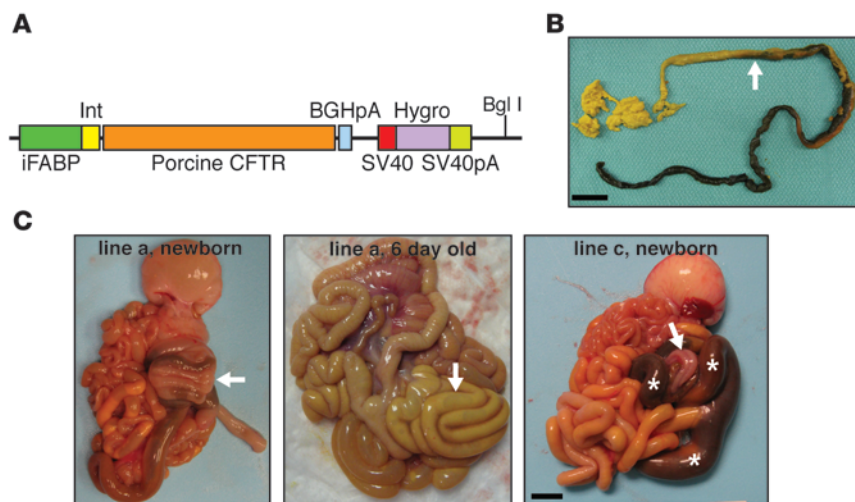 A
Int
BGHpA
Hygro
Bgl I
iFABP
Porcine CFTR
SV40
SV40pA
B
C
line a, newborn
line a, 6 day old
line c, newborn
*
*
*